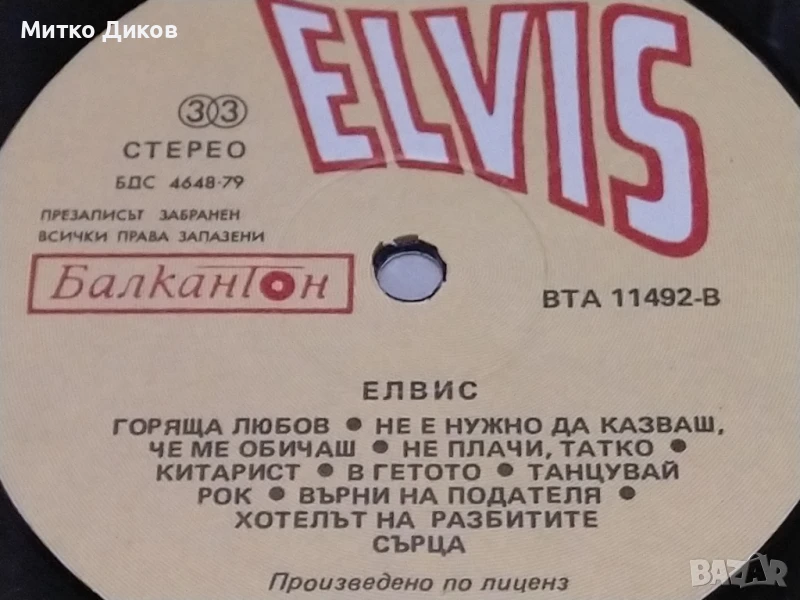 Митко Диков
ELVIS
33
СТЕРЕО
БДС 4648-79
ПРЕЗАПИСЪТ ЗАБРАНЕН
ВСИЧКИ ПРАВА ЗАПАЗЕНИ
Балкантон
ВТА 11492-В
ЕЛВИС
ГОРЯЩА ЛЮБОВ ● НЕ Е НУЖНО ДА КАЗВАШ,
ЧЕ МЕ ОБИЧАШ ● НЕ ПЛАЧИ, ТАТКО ●
КИТАРИСТ ● В ГЕТОТО ● ТАНЦУВАЙ
РОК ● ВЪРНИ НА ПОДАТЕЛЯ ●
ХОТЕЛЪТ НА РАЗБИТИТЕ
СЪРЦА
Произведено по лиценз
BAZAR